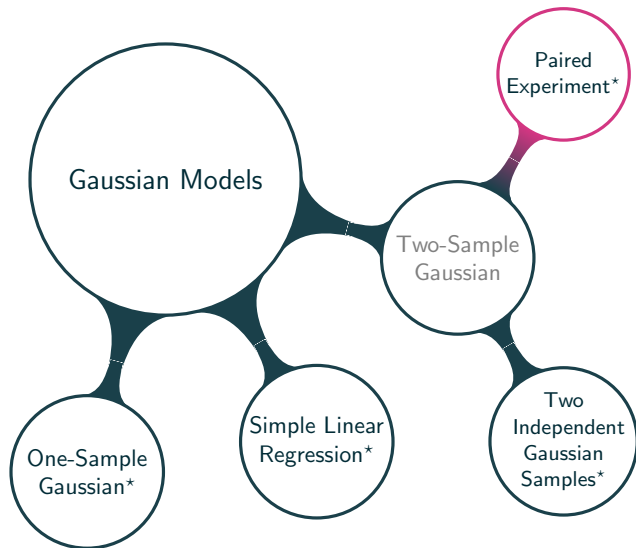 Paired
Experiment*
Gaussian Models
Two-Sample
Gaussian
Simple Linear
Regression*
Two
Independent
Gaussian
Samples*
One-Sample
Gaussian*